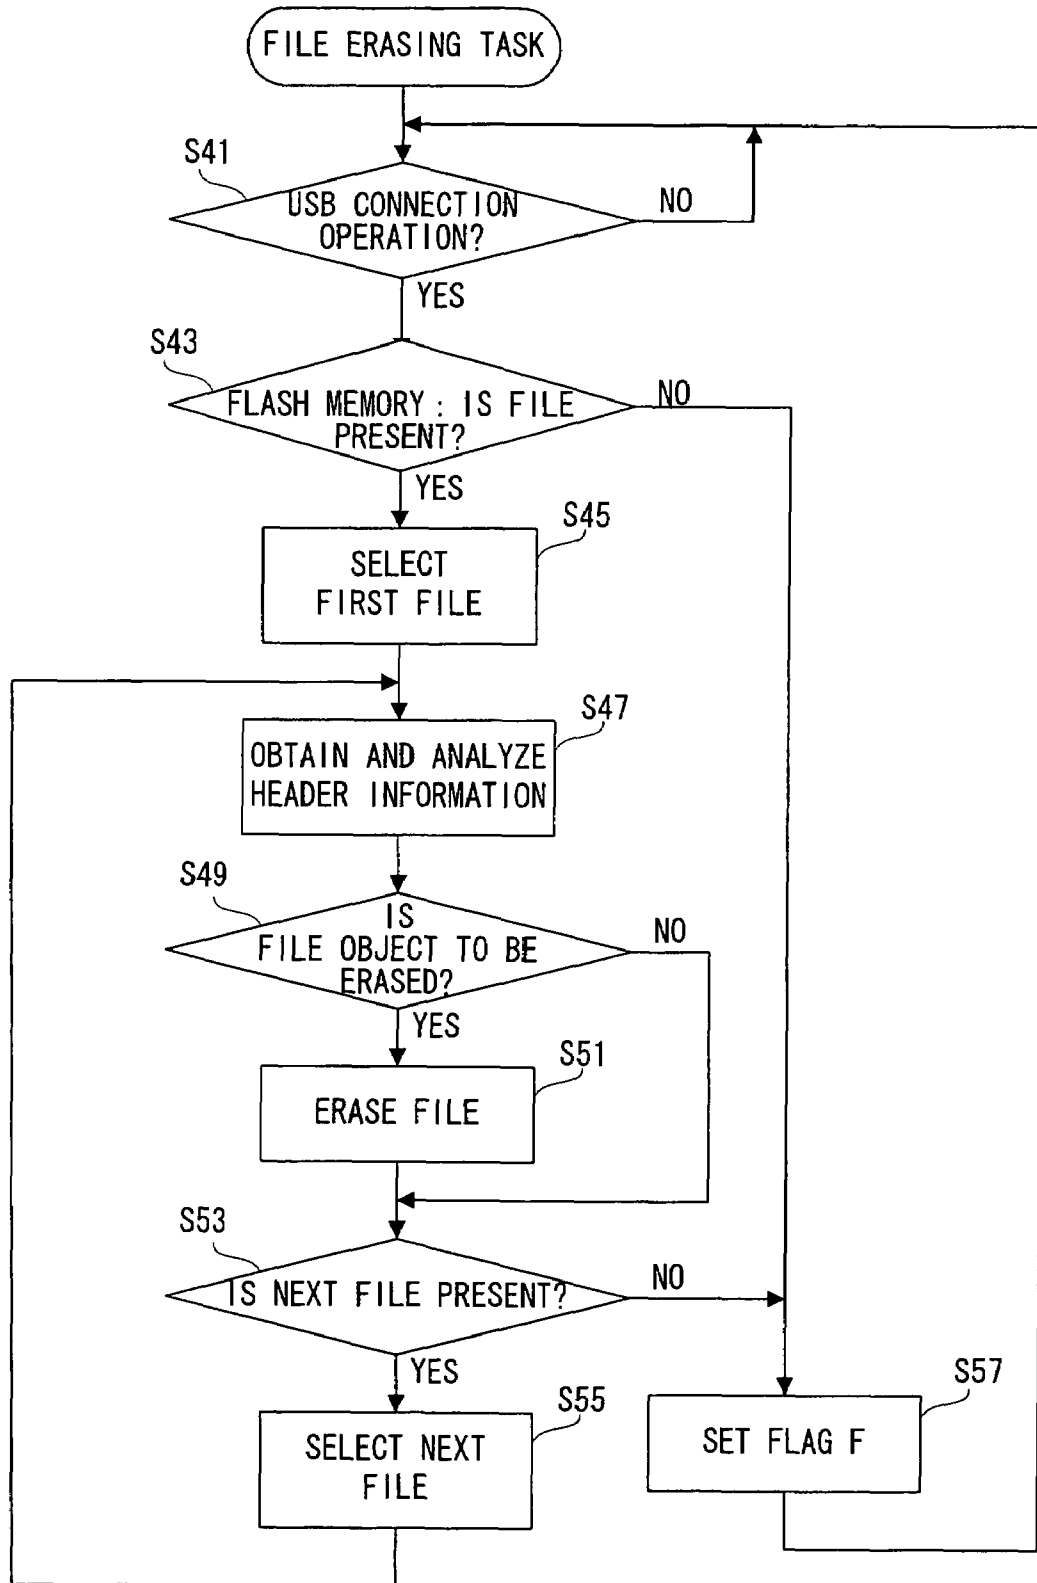 FILE ERASING TASK
S41
USB CONNECTION
OPERATION?
NO
YES
S43
FLASH MEMORY : IS FILE
PRESENT?
NO
YES
S45
SELECT
FIRST FILE
S47
OBTAIN AND ANALYZE
HEADER INFORMATION
S49
IS
FILE OBJECT TO BE
ERASED?
NO
YES
S51
ERASE FILE
S53
IS NEXT FILE PRESENT?
NO
YES
S55
SELECT NEXT
FILE
S57
SET FLAG F